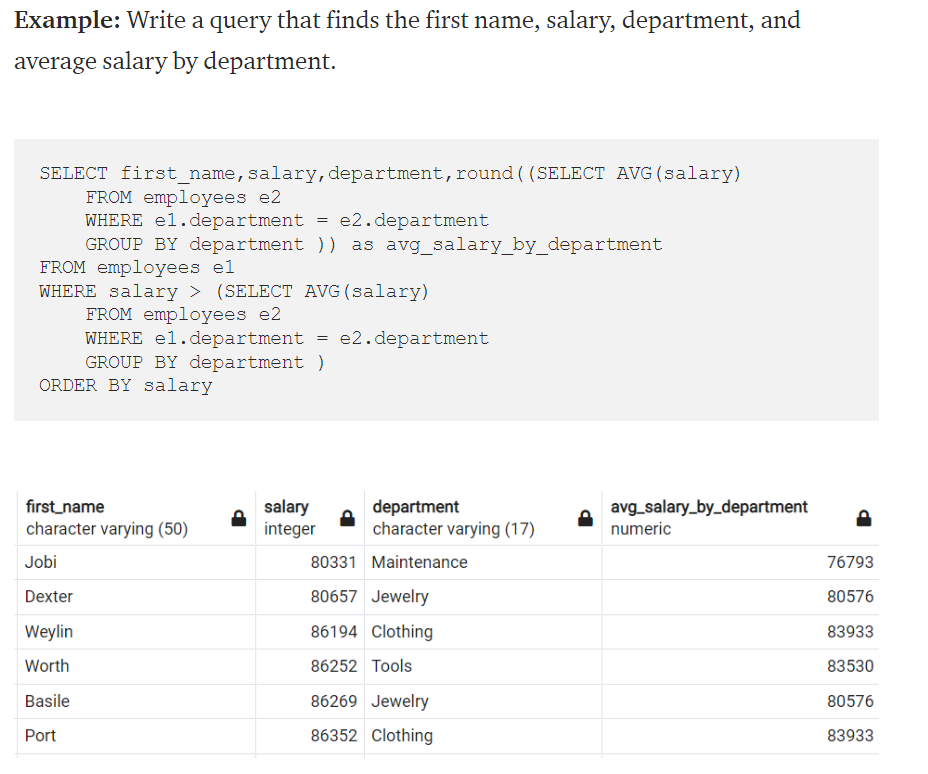 Example: Write a query that finds the first name, salary, department, and
average salary by department.
SELECT first_name,salary,department,round((SELECT AVG(salary)
    FROM employees e2
    WHERE e1.department = e2.department
    GROUP BY department )) as avg_salary_by_department
FROM employees e1
WHERE salary > (SELECT AVG(salary)
    FROM employees e2
    WHERE e1.department = e2.department
    GROUP BY department )
ORDER BY salary
first_name salary department avg_salary_by_department
character varying (50) integer character varying (17) numeric
Jobi 80331 Maintenance 76793
Dexter 80657 Jewelry 80576
Weylin 86194 Clothing 83933
Worth 86252 Tools 83530
Basile 86269 Jewelry 80576
Port 86352 Clothing 83933